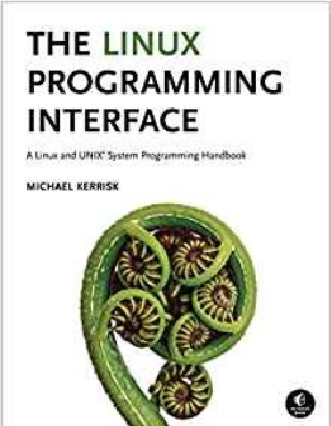 THE LINUX
PROGRAMMING
INTERFACE
A Linux and UNIX® System Programming Handbook
MICHAEL KERRISK